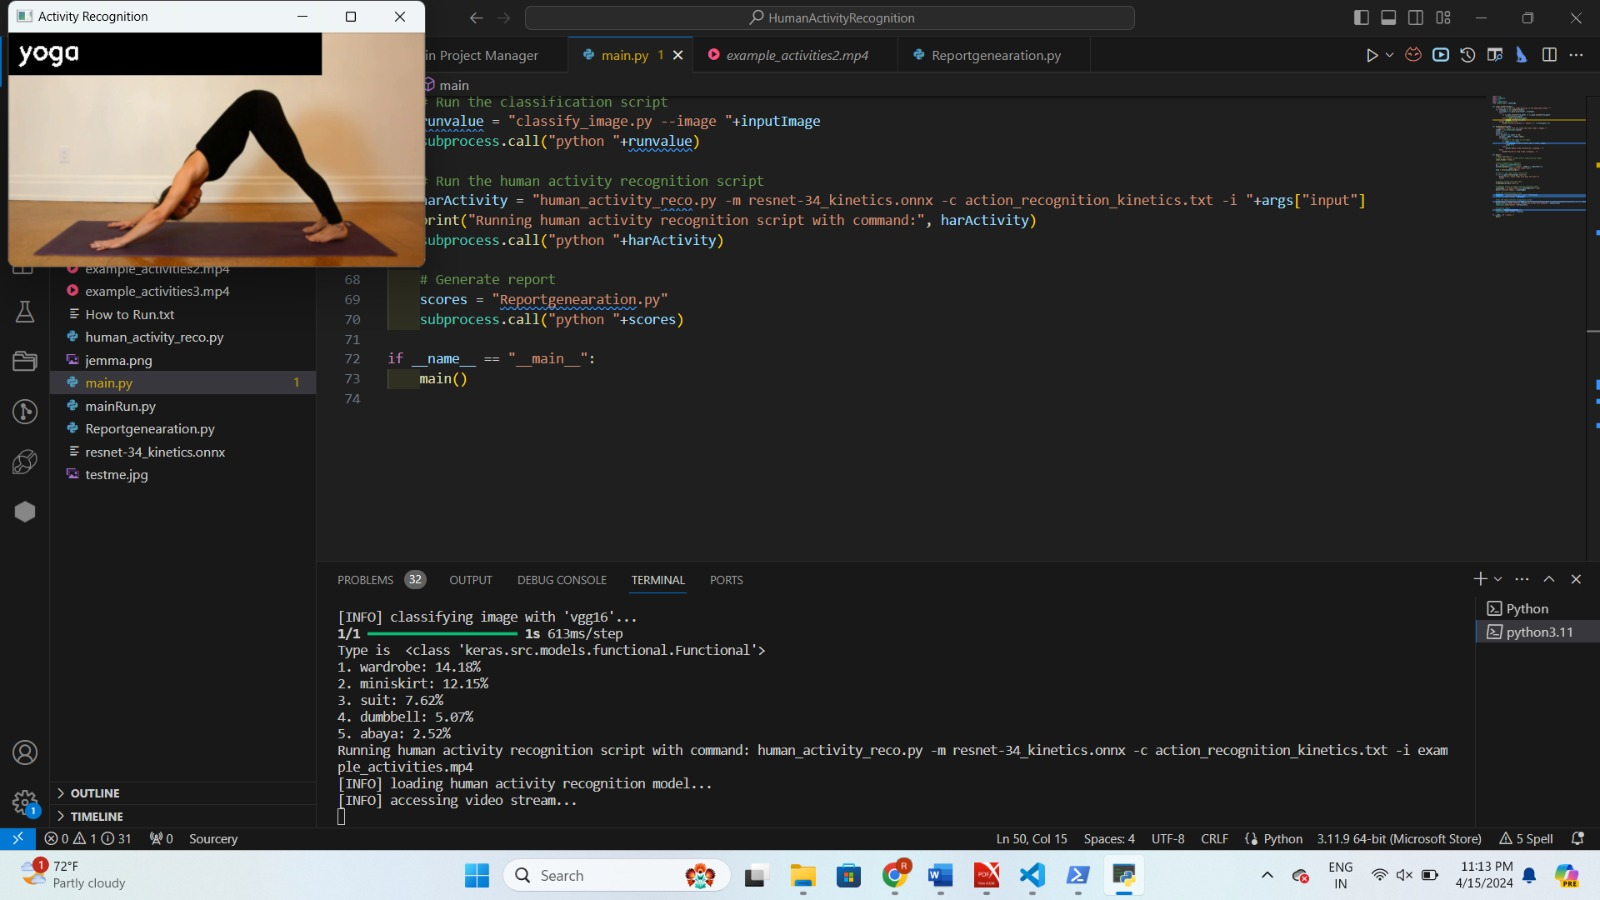 Activity Recognition
yoga
HumanActivityRecognition
in Project Manager
main.py 1
example_activities2.mp4
Reportgenearation.py
main
# Run the classification script
runvalue = "classify_image.py --image "+inputImage
subprocess.call("python "+runvalue)
# Run the human activity recognition script
harActivity = "human_activity_reco.py -m resnet-34_kinetics.onnx -c action_recognition_kinetics.txt -i "+args["input"]
print("Running human activity recognition script with command:", harActivity)
subprocess.call("python "+harActivity)
68 # Generate report
69 scores = "Reportgenearation.py"
70 subprocess.call("python "+scores)
71
72 if __name__ == "__main__":
73 main()
74
example_activities2.mp4
example_activities3.mp4
How to Run.txt
human_activity_reco.py
jemma.png
main.py 1
mainRun.py
Reportgenearation.py
resnet-34_kinetics.onnx
testme.jpg
OUTLINE
TIMELINE
PROBLEMS 32 OUTPUT DEBUG CONSOLE TERMINAL PORTS
[INFO] classifying image with 'vgg16'...
1/1 1s 613ms/step
Type is <class 'keras.src.models.functional.Functional'>
1. wardrobe: 14.18%
2. miniskirt: 12.15%
3. suit: 7.62%
4. dumbbell: 5.07%
5. abaya: 2.52%
Running human activity recognition script with command: human_activity_reco.py -m resnet-34_kinetics.onnx -c action_recognition_kinetics.txt -i exam
ple_activities.mp4
[INFO] loading human activity recognition model...
[INFO] accessing video stream...
Python
python3.11
1
0 1 31 0 Sourcery
Ln 50, Col 15 Spaces: 4 UTF-8 CRLF Python 3.11.9 64-bit (Microsoft Store) 5 Spell
1
72°F
Partly cloudy
Search
R
W
PDF
ENG
IN
11:13 PM
4/15/2024
PRE